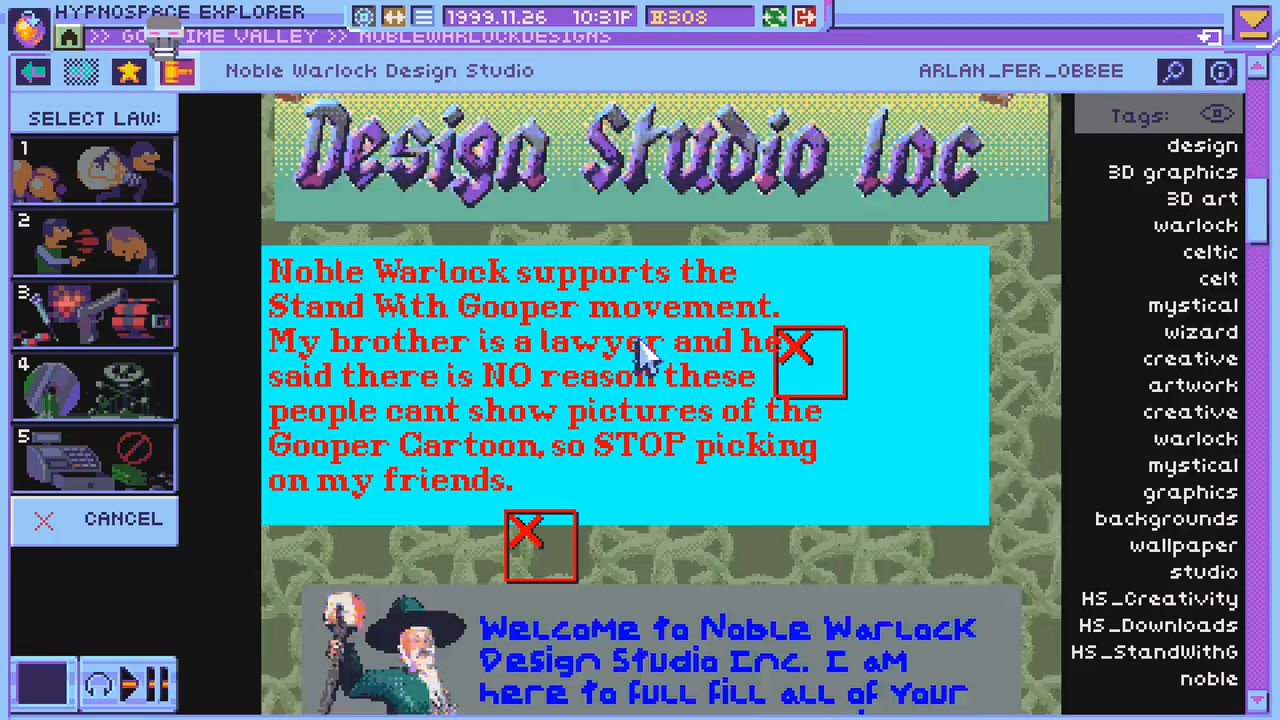 HYPNOSPACE EXPLORER
1999.11.26 10:31P
308
>> GO TIME VALLEY >> NOBLEWARLOCKDESIGNS
Noble Warlock Design Studio
ARLAN_FER_OBBEE
SELECT LAW:
1
2
3
4
5
CANCEL
Design Studio Inc
Noble Warlock supports the
Stand With Gooper movement.
My brother is a lawyer and he
said there is NO reason these
people cant show pictures of the
Gooper Cartoon, so STOP picking
on my friends.
Welcome to Noble Warlock
Design Studio Inc. I am
here to full fill all of your
Tags:
design
3D graphics
3D art
warlock
celtic
celt
mystical
wizard
creative
artwork
creative
warlock
mystical
graphics
backgrounds
wallpaper
studio
HS_Creativity
HS_Downloads
HS_StandWithG
noble